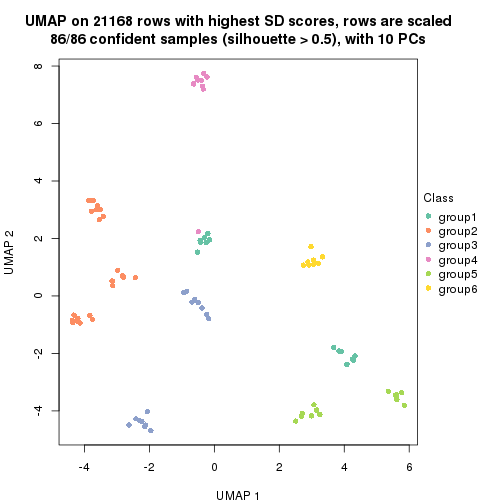 UMAP on 21168 rows with highest SD scores, rows are scaled
86/86 confident samples (silhouette > 0.5), with 10 PCs
8
6
4
2
0
-2
-4
UMAP 2
-4
-2
0
2
4
6
UMAP 1
Class
group1
group2
group3
group4
group5
group6